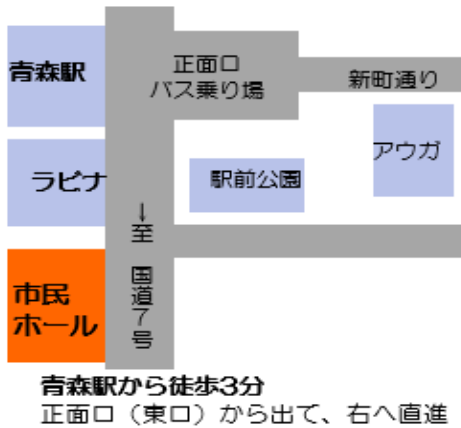 青森駅
正面口
バス乗り場
新町通り
アウガ
ラビナ
駅前公園
↓至 国道7号
市民
ホール
青森駅から徒歩3分
正面口（東口）から出て、右へ直進